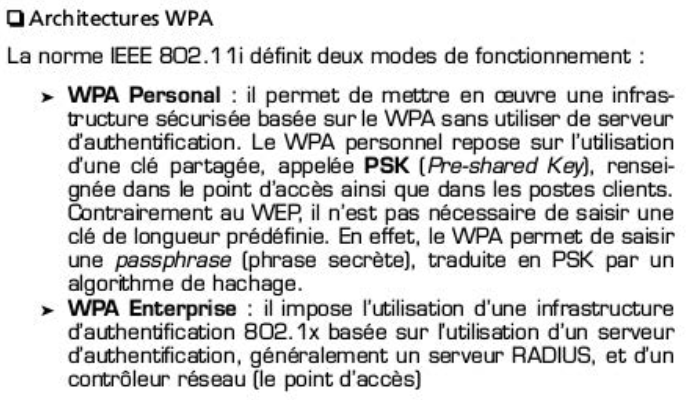 ❑ Architectures WPA
La norme IEEE 802.11i définit deux modes de fonctionnement :
➤ WPA Personal : il permet de mettre en œuvre une infras-
tructure sécurisée basée sur le WPA sans utiliser de serveur
d'authentification. Le WPA personnel repose sur l'utilisation
d'une clé partagée, appelée PSK (Pre-shared Key), rensei-
gnée dans le point d'accès ainsi que dans les postes clients.
Contrairement au WEP, il n'est pas nécessaire de saisir une
clé de longueur prédéfinie. En effet, le WPA permet de saisir
une passphrase (phrase secrète), traduite en PSK par un
algorithme de hachage.
➤ WPA Enterprise : il impose l'utilisation d'une infrastructure
d'authentification 802.1x basée sur l'utilisation d'un serveur
d'authentification, généralement un serveur RADIUS, et d'un
contrôleur réseau (le point d'accès)